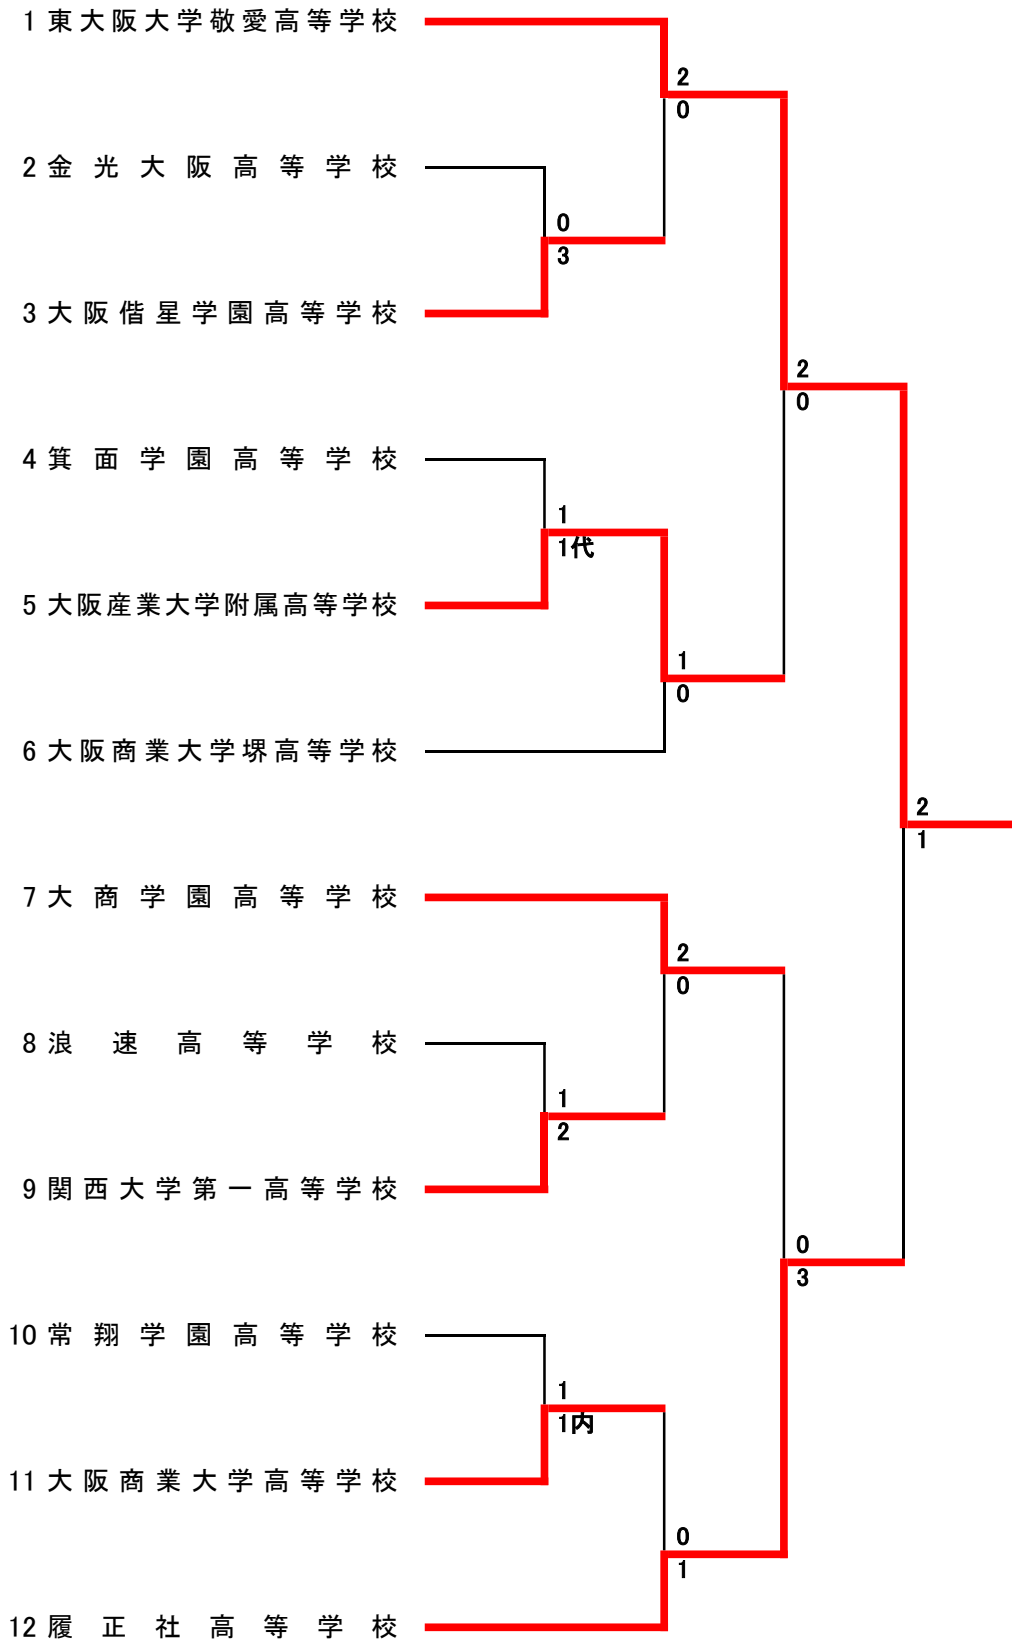 1 東大阪大学敬愛高等学校
2
0
2 金光大阪高等学校
0
3
3 大阪偕星学園高等学校
2
0
4 箕面学園高等学校
1
1代
5 大阪産業大学附属高等学校
1
0
6 大阪商業大学堺高等学校
2
1
7 大商学園高等学校
2
0
8 浪速高等学校
1
2
9 関西大学第一高等学校
0
3
10 常翔学園高等学校
1
1内
11 大阪商業大学高等学校
0
1
12 履正社高等学校